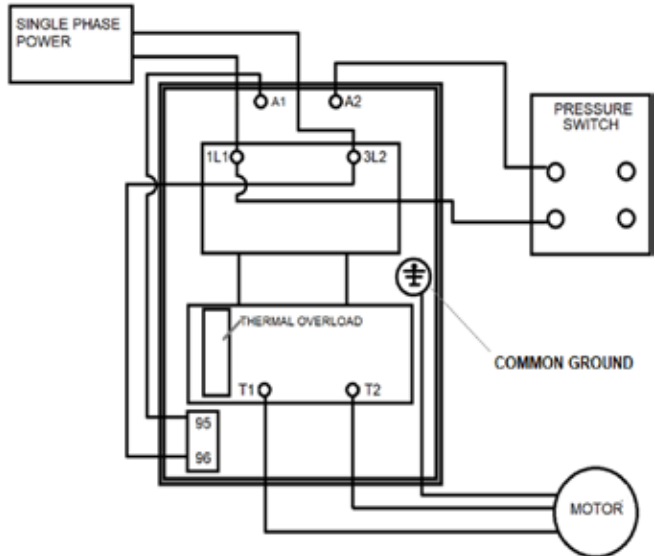 SINGLE PHASE
POWER
A1
A2
PRESSURE
SWITCH
1L1
3L2
THERMAL OVERLOAD
COMMON GROUND
T1
T2
95
96
MOTOR